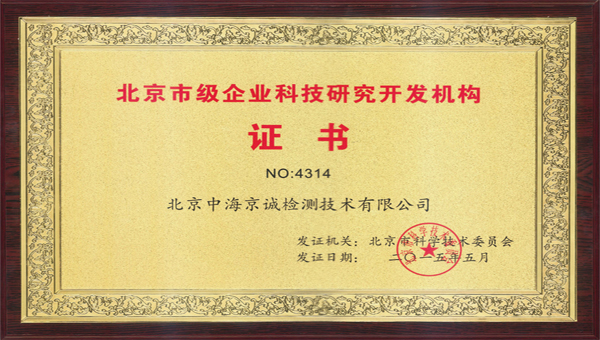 北京市级企业科技研究开发机构
证书
NO:4314
北京中海京诚检测技术有限公司
发证机关：北京市科学技术委员会
发证日期：二〇一五年五月